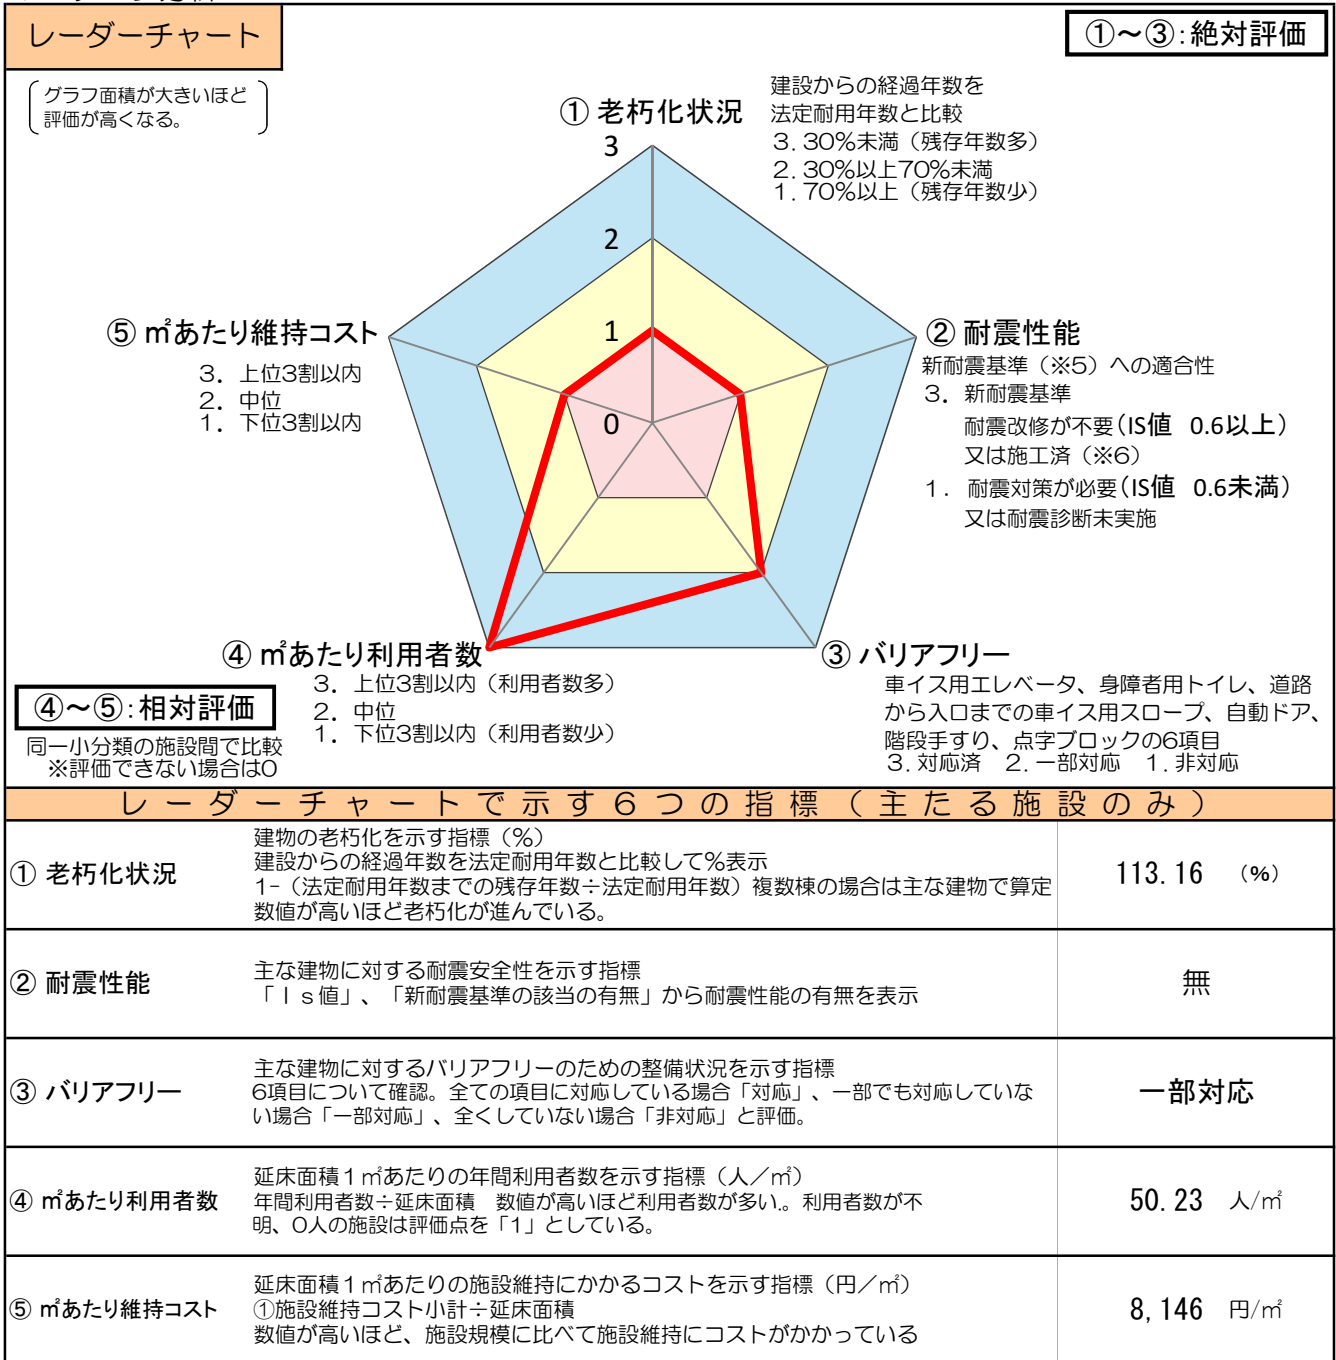 レーダーチャート
①～③:絶対評価
グラフ面積が大きいほど
評価が高くなる。
① 老朽化状況
建設からの経過年数を
法定耐用年数と比較
3. 30%未満（残存年数多）
2. 30%以上70%未満
1. 70%以上（残存年数少）
3
2
1
0
⑤ ㎡あたり維持コスト
3. 上位3割以内
2. 中位
1. 下位3割以内
② 耐震性能
新耐震基準（※5）への適合性
3. 新耐震基準
耐震改修が不要(IS値 0.6以上)
又は施工済（※6）
1. 耐震対策が必要(IS値 0.6未満)
又は耐震診断未実施
④ ㎡あたり利用者数
3. 上位3割以内（利用者数多）
2. 中位
1. 下位3割以内（利用者数少）
③ バリアフリー
車イス用エレベータ、身障者用トイレ、道路
から入口までの車イス用スロープ、自動ドア、
階段手すり、点字ブロックの6項目
3. 対応済 2. 一部対応 1. 非対応
④～⑤:相対評価
同一小分類の施設間で比較
※評価できない場合は0
レーダーチャートで示す6つの指標（主たる施設のみ）
① 老朽化状況
建物の老朽化を示す指標（%）
建設からの経過年数を法定耐用年数と比較して%表示
1-（法定耐用年数までの残存年数÷法定耐用年数）複数棟の場合は主な建物で算定
数値が高いほど老朽化が進んでいる。
113.16 （%）
② 耐震性能
主な建物に対する耐震安全性を示す指標
「Ｉｓ値」、「新耐震基準の該当の有無」から耐震性能の有無を表示
無
③ バリアフリー
主な建物に対するバリアフリーのための整備状況を示す指標
6項目について確認。全ての項目に対応している場合「対応」、一部でも対応していな
い場合「一部対応」、全くしていない場合「非対応」と評価。
一部対応
④ ㎡あたり利用者数
延床面積１㎡あたりの年間利用者数を示す指標（人／㎡）
年間利用者数÷延床面積 数値が高いほど利用者数が多い。利用者数が不
明、0人の施設は評価点を「1」としている。
50.23 人/㎡
⑤ ㎡あたり維持コスト
延床面積１㎡あたりの施設維持にかかるコストを示す指標（円／㎡）
①施設維持コスト小計÷延床面積
数値が高いほど、施設規模に比べて施設維持にコストがかかっている
8,146 円/㎡